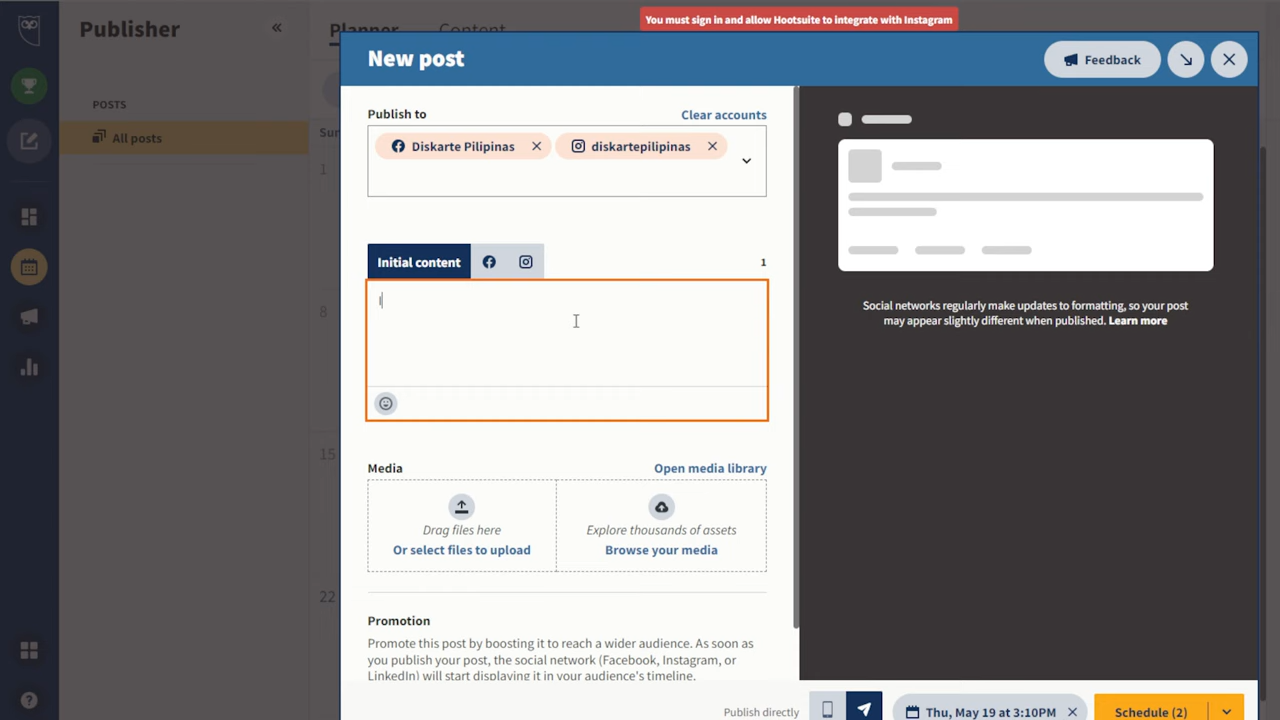 You must sign in and allow Hootsuite to integrate with Instagram
Publisher
«
Planner Content
New post
Feedback
POSTS
All posts
Sun
1
8
15
22
Publish to Clear accounts
Diskarte Pilipinas diskartepilipinas
Initial content 1
Media Open media library
Drag files here
Or select files to upload
Explore thousands of assets
Browse your media
Promotion
Promote this post by boosting it to reach a wider audience. As soon as
you publish your post, the social network (Facebook, Instagram, or
LinkedIn) will start displaying it in your audience's timeline.
Social networks regularly make updates to formatting, so your post
may appear slightly different when published. Learn more
Publish directly Thu, May 19 at 3:10PM Schedule (2)